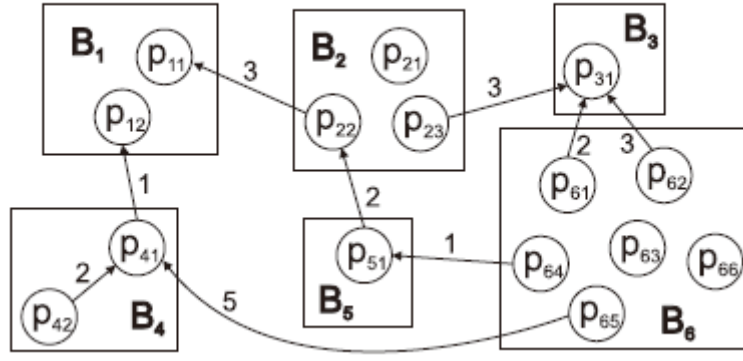 B₁ p₁₁ B₂ p₂₁ B₃
p₃₁
3 3
p₁₂ p₂₂ p₂₃
2 3
1 2 p₆₁ p₆₂
p₄₁ p₅₁ 1 p₆₄ p₆₃ p₆₆
2 5 B₅
p₄₂ B₄ p₆₅ B₆